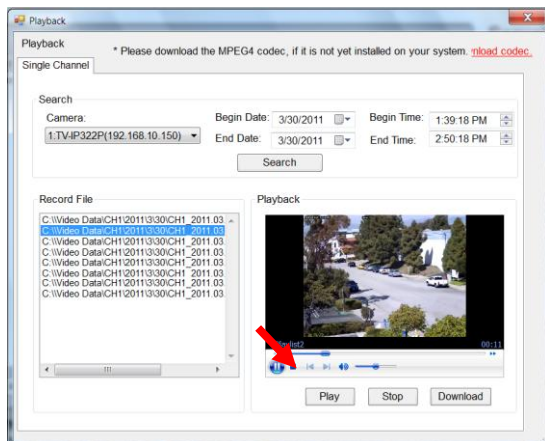 Playback
Playback
* Please download the MPEG4 codec, if it is not yet installed on your system. nload codec.
Single Channel
Search
Camera:
Begin Date: 3/30/2011
Begin Time: 1:39:18 PM
1:TV-IP322P(192.168.10.150)
End Date: 3/30/2011
End Time: 2:50:18 PM
Search
Record File
Playback
C:\\Video Data\CH1\2011\3\30\CH1_2011.03.
C:\\Video Data\CH1\2011\3\30\CH1_2011.03.
C:\\Video Data\CH1\2011\3\30\CH1_2011.03.
C:\\Video Data\CH1\2011\3\30\CH1_2011.03.
C:\\Video Data\CH1\2011\3\30\CH1_2011.03.
C:\\Video Data\CH1\2011\3\30\CH1_2011.03.
C:\\Video Data\CH1\2011\3\30\CH1_2011.03.
C:\\Video Data\CH1\2011\3\30\CH1_2011.03.
00:11
Play
Stop
Download